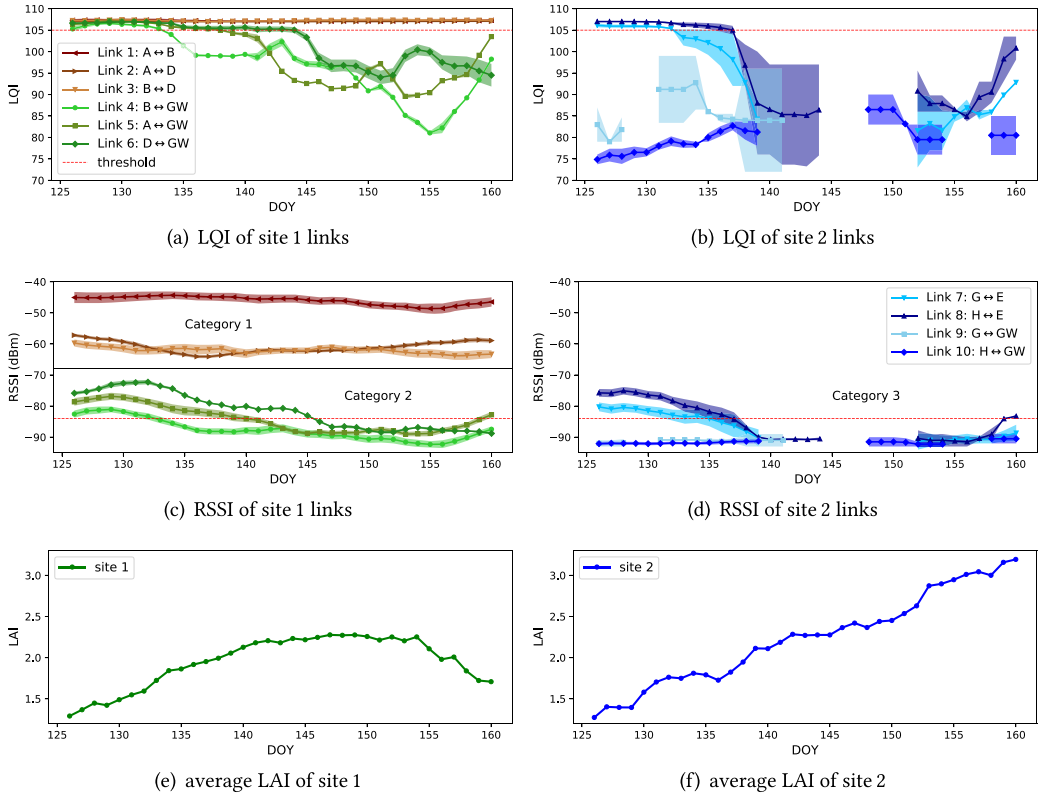 110
105
100
95
90
85
80
75
70
LQI
Link 1: A↔B
Link 2: A↔D
Link 3: B↔D
Link 4: B↔GW
Link 5: A↔GW
Link 6: D↔GW
threshold
125 130 135 140 145 150 155 160
DOY
(a) LQI of site 1 links
110
105
100
95
90
85
80
75
70
LQI
125 130 135 140 145 150 155 160
DOY
(b) LQI of site 2 links
−40
−50
−60
−70
−80
−90
RSSI (dBm)
Category 1
Category 2
125 130 135 140 145 150 155 160
DOY
(c) RSSI of site 1 links
−40
−50
−60
−70
−80
−90
RSSI (dBm)
Link 7: G↔E
Link 8: H↔E
Link 9: G↔GW
Link 10: H↔GW
Category 3
125 130 135 140 145 150 155 160
DOY
(d) RSSI of site 2 links
3.0
2.5
2.0
1.5
LAI
site 1
125 130 135 140 145 150 155 160
DOY
(e) average LAI of site 1
3.0
2.5
2.0
1.5
LAI
site 2
125 130 135 140 145 150 155 160
DOY
(f) average LAI of site 2